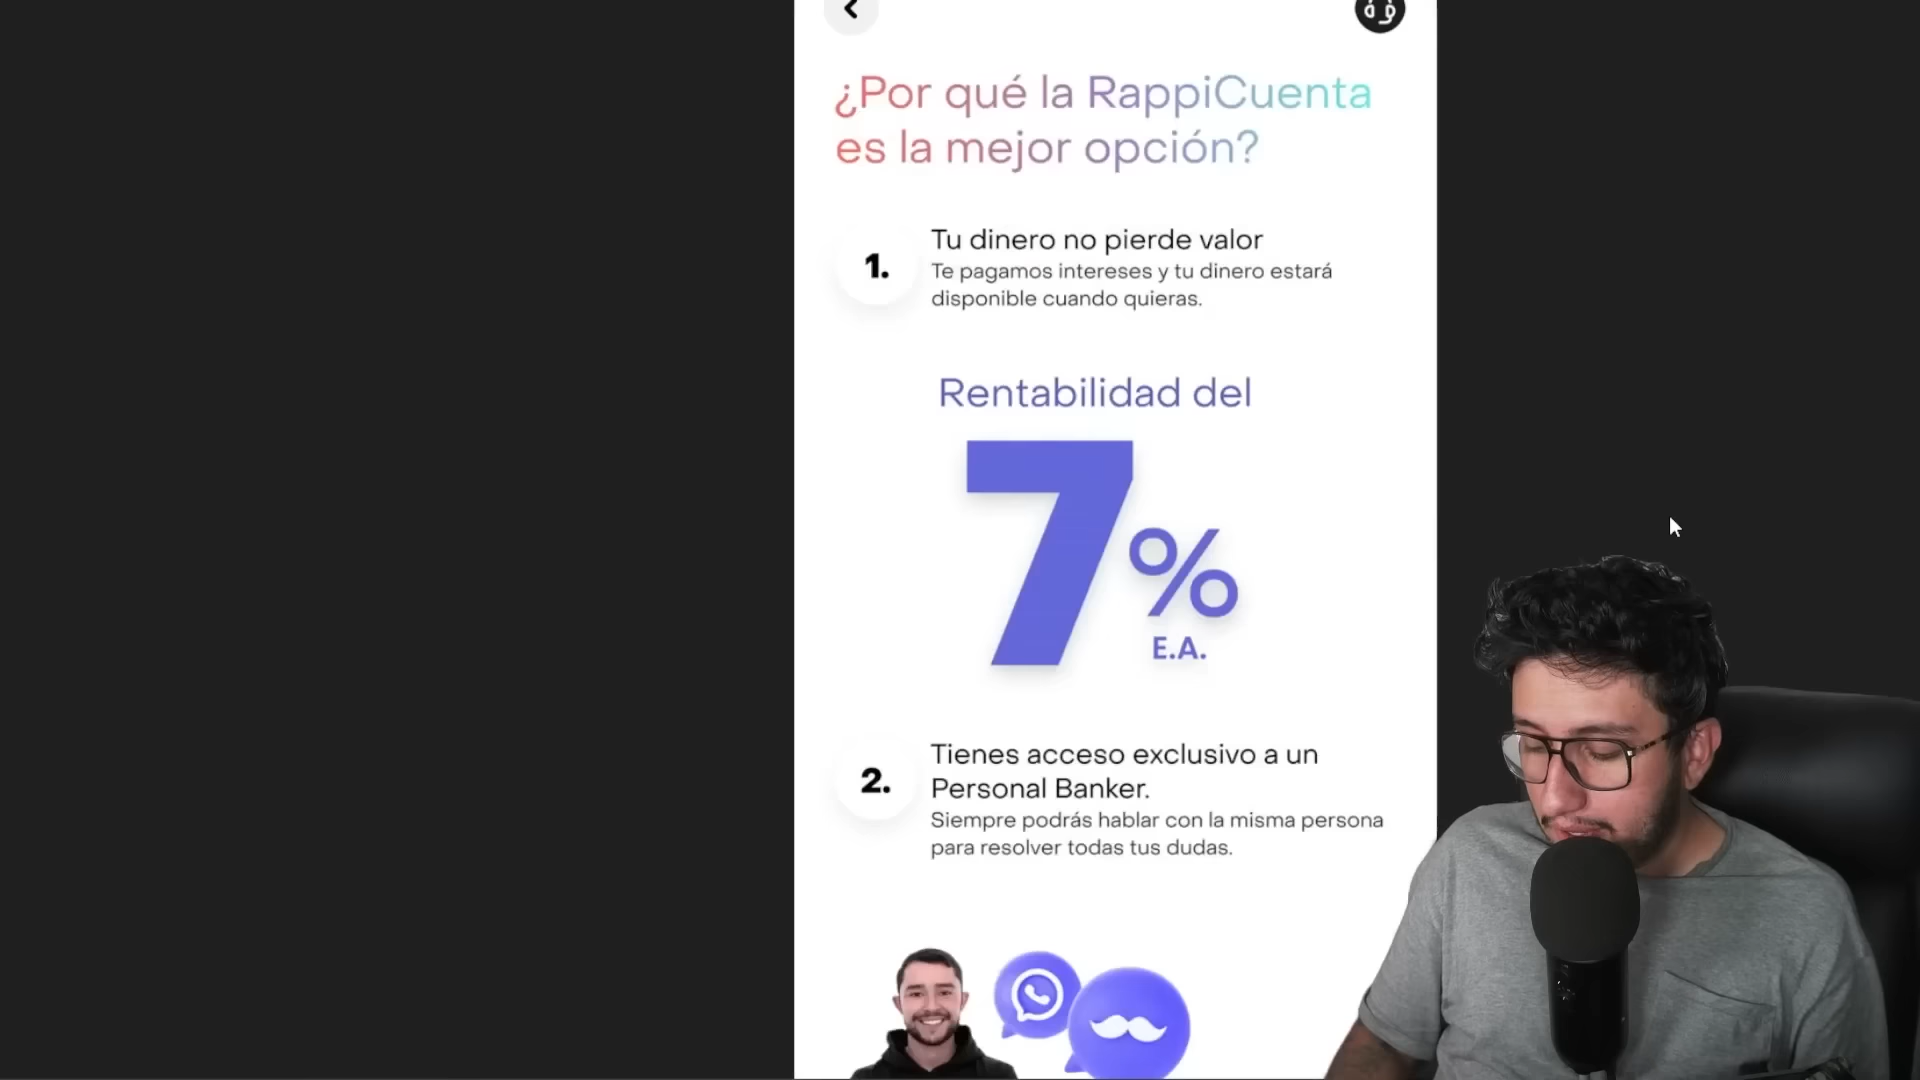 ¿Por qué la RappiCuenta
es la mejor opción?
1.
Tu dinero no pierde valor
Te pagamos intereses y tu dinero estará
disponible cuando quieras.
Rentabilidad del
7%
E.A.
2.
Tienes acceso exclusivo a un
Personal Banker.
Siempre podrás hablar con la misma persona
para resolver todas tus dudas.